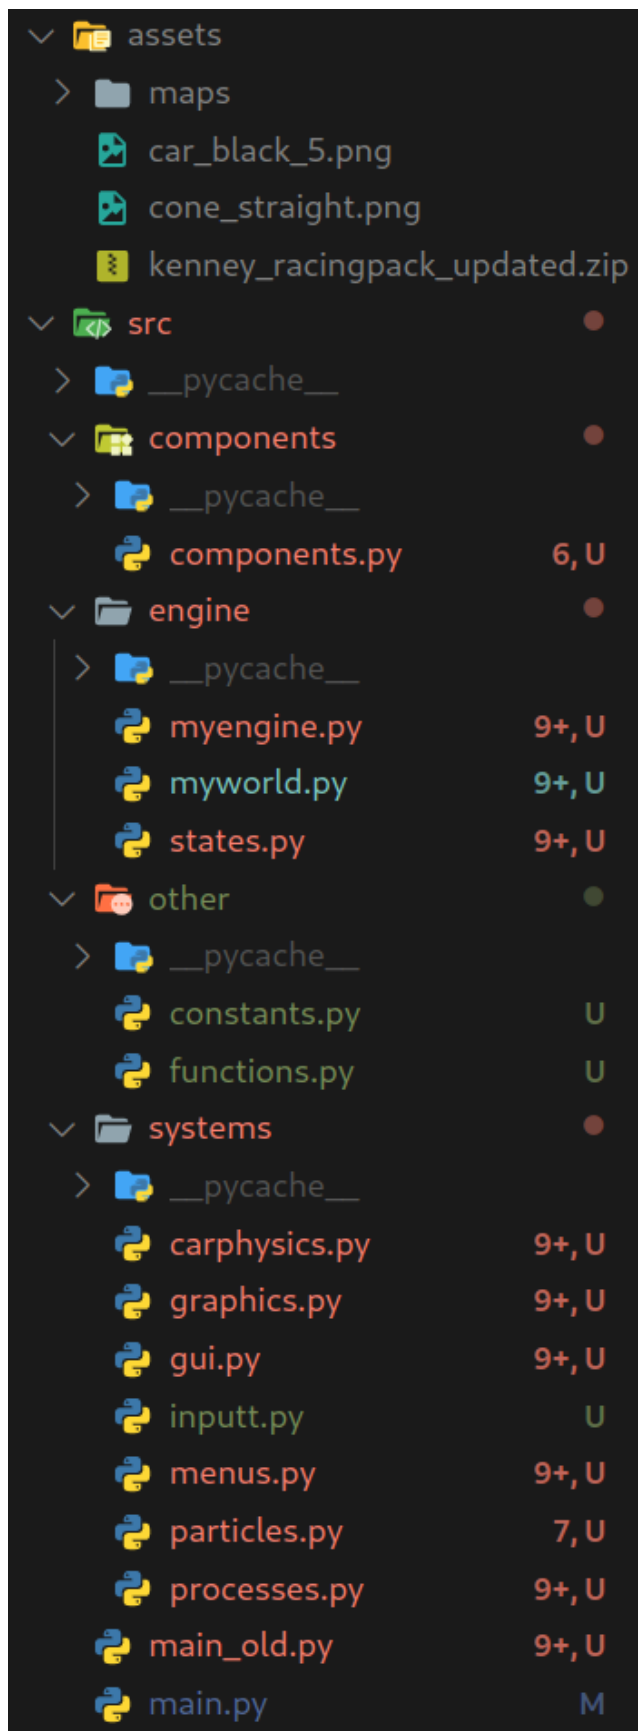 assets
maps
car_black_5.png
cone_straight.png
kenney_racingpack_updated.zip
src
__pycache__
components
__pycache__
components.py 6, U
engine
__pycache__
myengine.py 9+, U
myworld.py 9+, U
states.py 9+, U
other
__pycache__
constants.py U
functions.py U
systems
__pycache__
carphysics.py 9+, U
graphics.py 9+, U
gui.py 9+, U
inputt.py U
menus.py 9+, U
particles.py 7, U
processes.py 9+, U
main_old.py 9+, U
main.py M